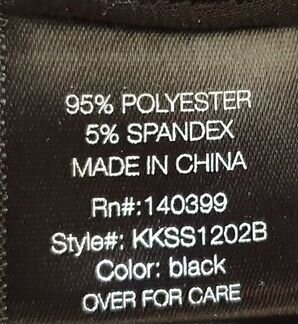 95% POLYESTER
5% SPANDEX
MADE IN CHINA
Rn#:140399
Style#: KKSS1202B
Color: black
OVER FOR CARE